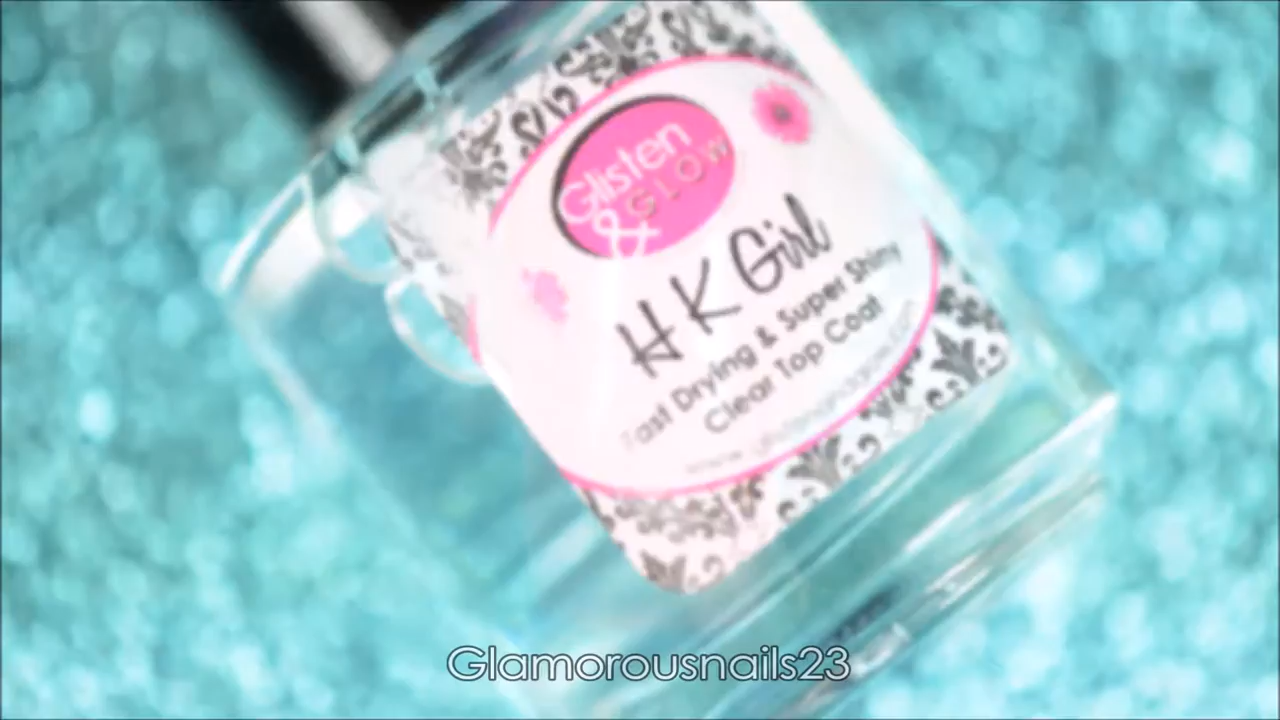 Glisten
& GLOW
H K Girl
Fast Drying & Super Shiny
Clear Top Coat
Glamorousnails23